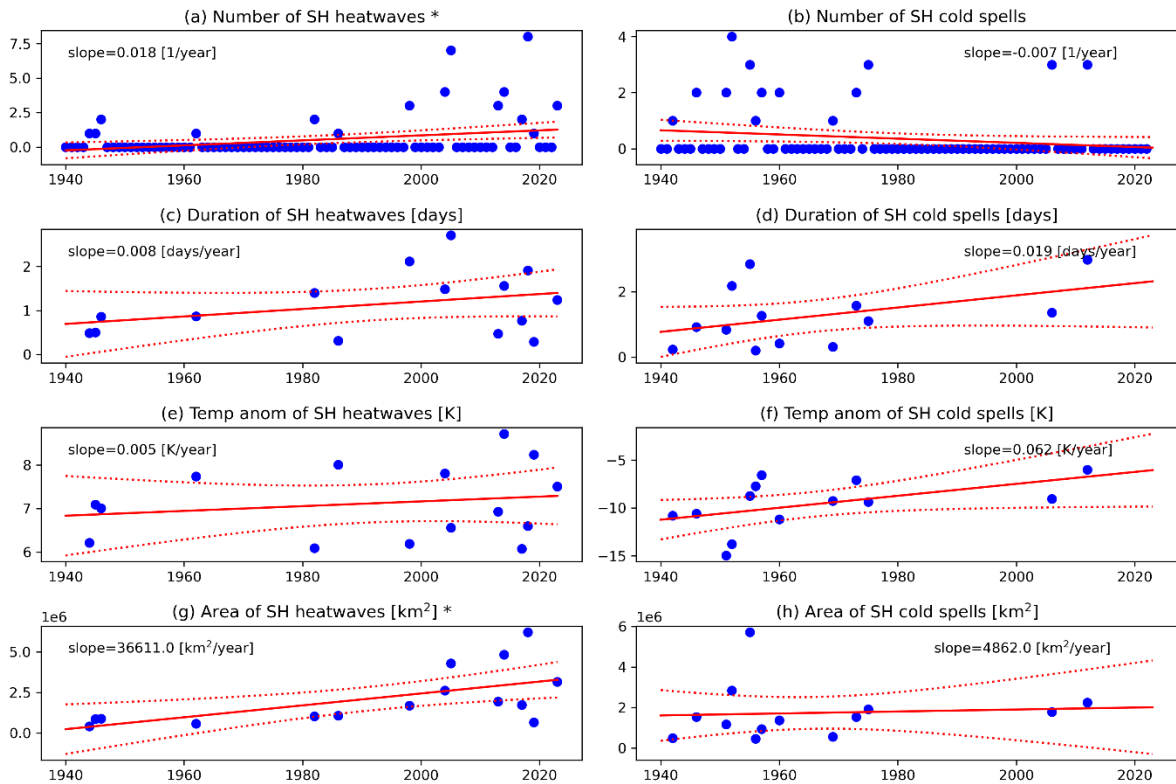 (a) Number of SH heatwaves *
slope=0.018 [1/year]
7.5
5.0
2.5
0.0
1940 1960 1980 2000 2020
(b) Number of SH cold spells
slope=-0.007 [1/year]
4
2
0
1940 1960 1980 2000 2020
(c) Duration of SH heatwaves [days]
slope=0.008 [days/year]
2
1
0
1940 1960 1980 2000 2020
(d) Duration of SH cold spells [days]
slope=0.019 [days/year]
2
0
1940 1960 1980 2000 2020
(e) Temp anom of SH heatwaves [K]
slope=0.005 [K/year]
8
7
6
1940 1960 1980 2000 2020
(f) Temp anom of SH cold spells [K]
slope=0.062 [K/year]
−5
−10
−15
1940 1960 1980 2000 2020
(g) Area of SH heatwaves [km²] *
1e6
slope=36611.0 [km²/year]
5.0
2.5
0.0
1940 1960 1980 2000 2020
(h) Area of SH cold spells [km²]
1e6
slope=4862.0 [km²/year]
6
4
2
0
1940 1960 1980 2000 2020